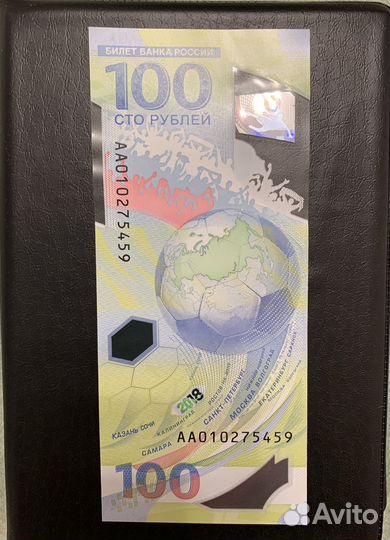 БИЛЕТ БАНКА РОССИИ
100
СТО РУБЛЕЙ
АА010275459
2018
КАЗАНЬ СОЧИ
КАЛИНИНГРАД
САМАРА
САНКТ-ПЕТЕРБУРГ
МОСКВА ВОЛГОГРАД
ЕКАТЕРИНБУРГ САРАНСК
АА010275459
100
Avito